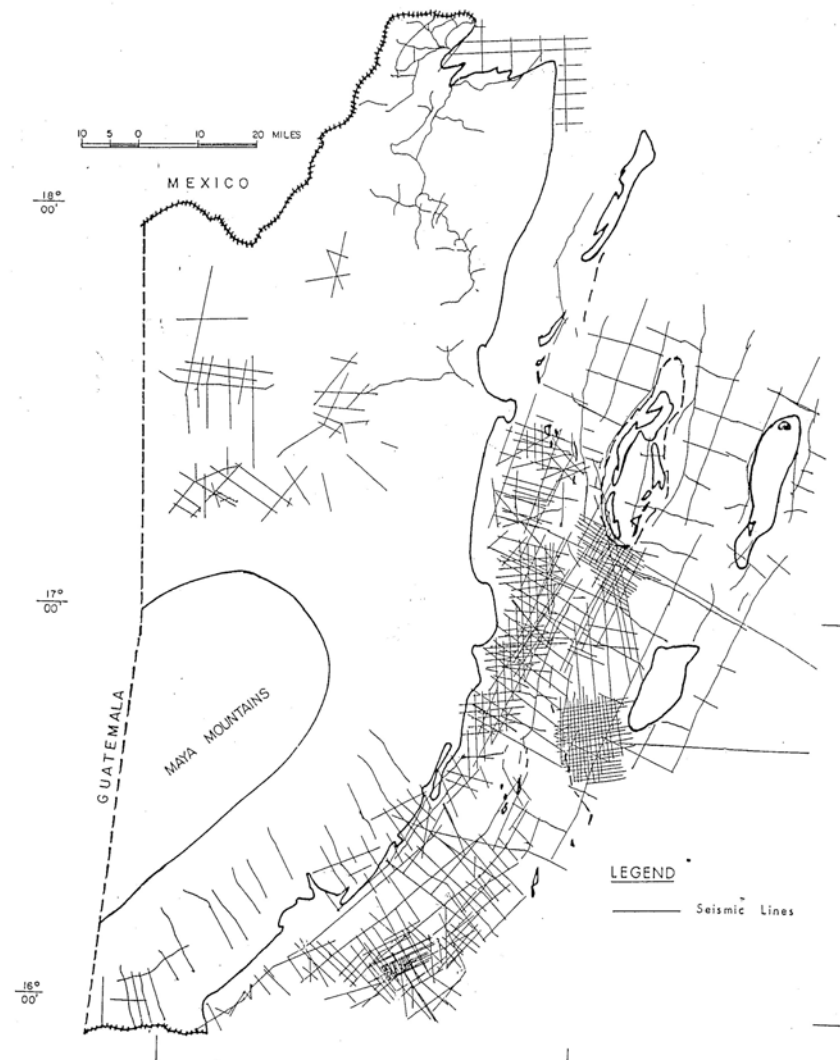 10 5 0 10 20 MILES
MEXICO
18°
00'
17°
00'
GUATEMALA
MAYA MOUNTAINS
LEGEND
Seismic Lines
16°
00'